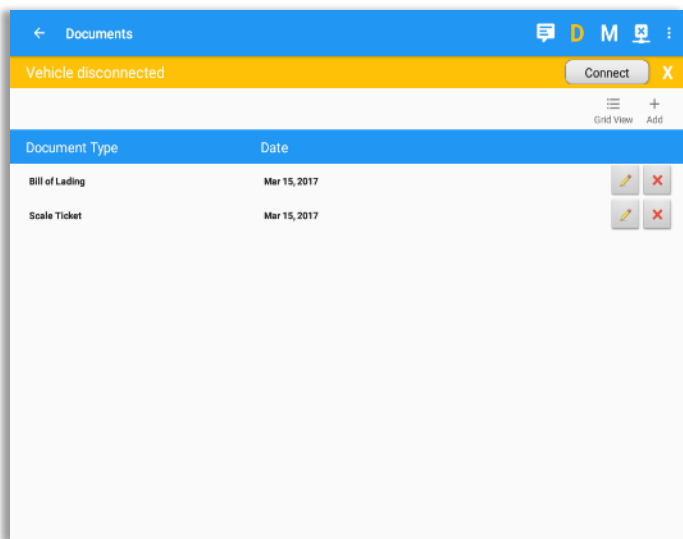 Documents D M
Vehicle disconnected Connect X
Grid View Add
Document Type Date
Bill of Lading Mar 15, 2017
Scale Ticket Mar 15, 2017